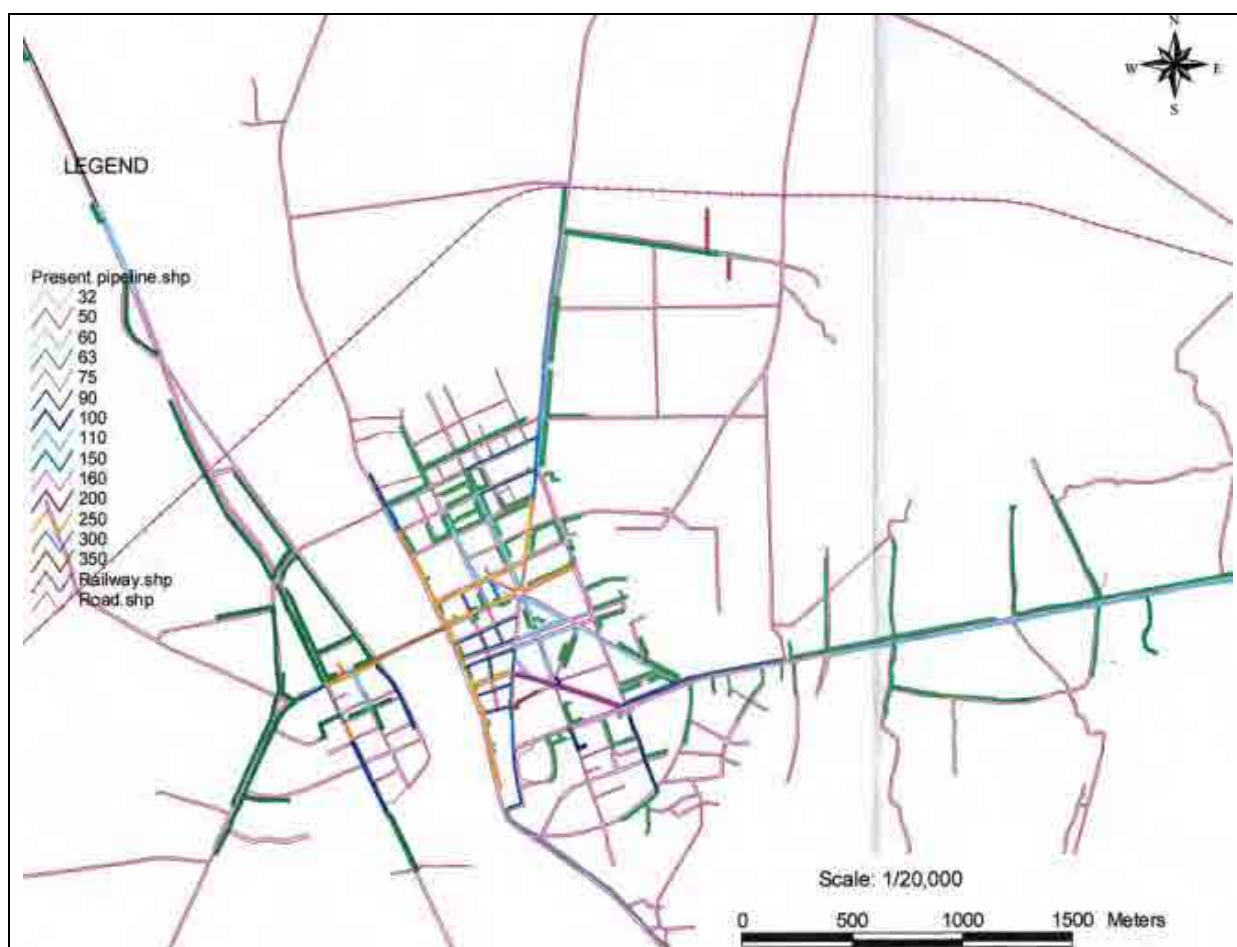 N
W E
S
LEGEND
Present pipeline.shp
32
50
60
63
75
90
100
110
150
160
200
250
300
350
Railway.shp
Road.shp
Scale: 1/20,000
0 500 1000 1500 Meters